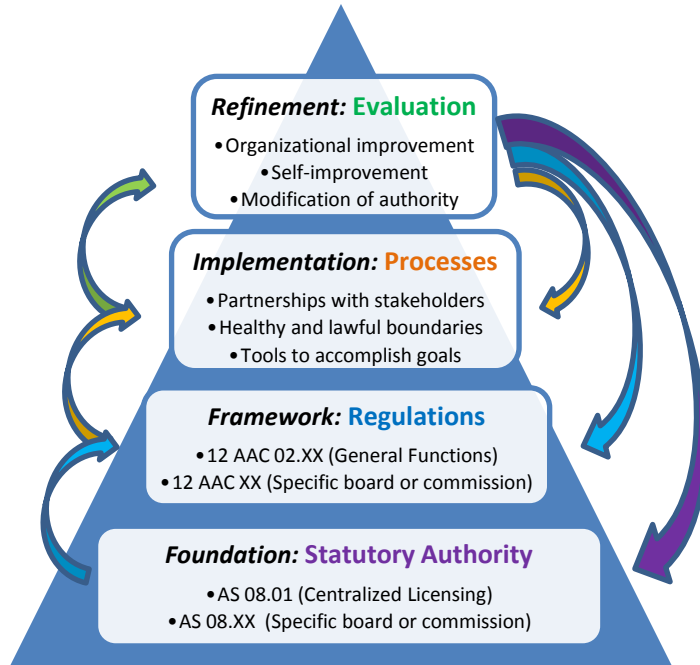 Refinement: Evaluation
•Organizational improvement
•Self-improvement
•Modification of authority
Implementation: Processes
•Partnerships with stakeholders
•Healthy and lawful boundaries
•Tools to accomplish goals
Framework: Regulations
•12 AAC 02.XX (General Functions)
•12 AAC XX (Specific board or commission)
Foundation: Statutory Authority
•AS 08.01 (Centralized Licensing)
•AS 08.XX (Specific board or commission)